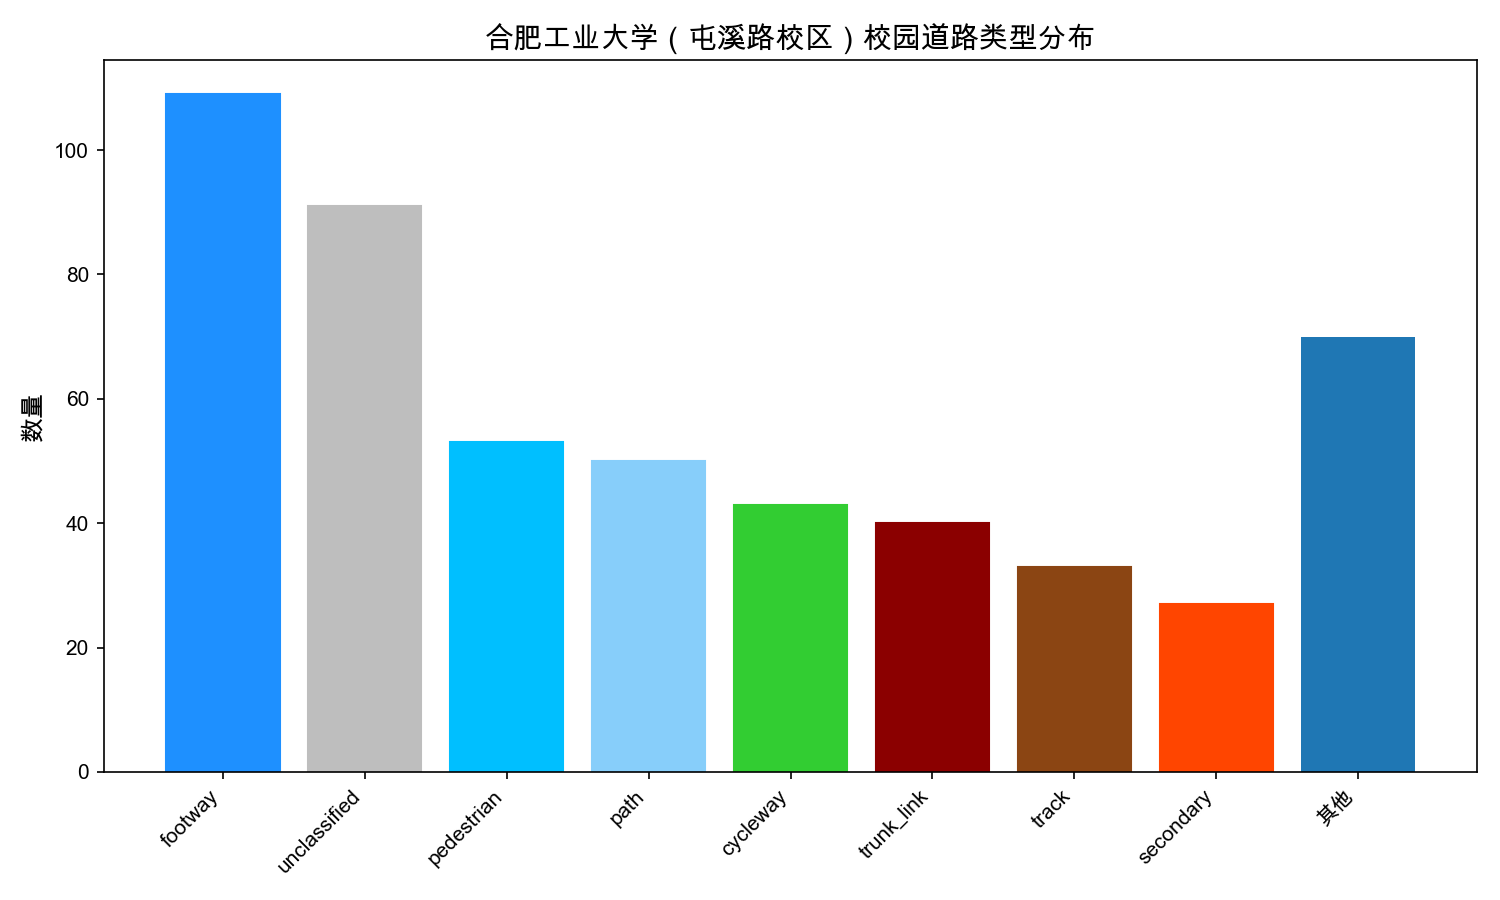 合肥工业大学（屯溪路校区）校园道路类型分布
数量
100
80
60
40
20
0
footway
unclassified
pedestrian
path
cycleway
trunk_link
track
secondary
其他